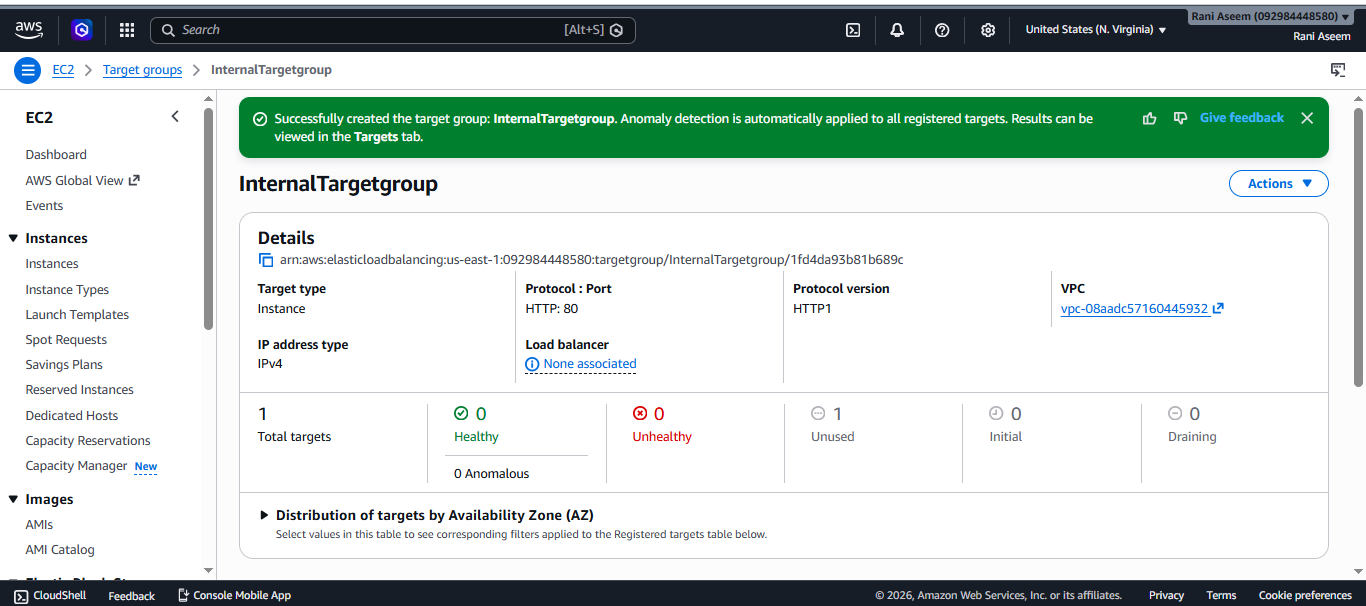 aws
Search
[Alt+S]
United States (N. Virginia)
Rani Aseem (092984448580)
Rani Aseem
EC2
Target groups
InternalTargetgroup
EC2
Dashboard
AWS Global View
Events
Instances
Instances
Instance Types
Launch Templates
Spot Requests
Savings Plans
Reserved Instances
Dedicated Hosts
Capacity Reservations
Capacity Manager New
Images
AMIs
AMI Catalog
Successfully created the target group: InternalTargetgroup. Anomaly detection is automatically applied to all registered targets. Results can be
viewed in the Targets tab.
Give feedback
InternalTargetgroup
Actions
Details
arn:aws:elasticloadbalancing:us-east-1:092984448580:targetgroup/InternalTargetgroup/1fd4da93b81b689c
Target type
Instance
Protocol : Port
HTTP: 80
Protocol version
HTTP1
VPC
vpc-08aadc57160445932
IP address type
IPv4
Load balancer
None associated
1
Total targets
0
Healthy
0 Anomalous
0
Unhealthy
1
Unused
0
Initial
0
Draining
Distribution of targets by Availability Zone (AZ)
Select values in this table to see corresponding filters applied to the Registered targets table below.
CloudShell
Feedback
Console Mobile App
© 2026, Amazon Web Services, Inc. or its affiliates.
Privacy
Terms
Cookie preferences